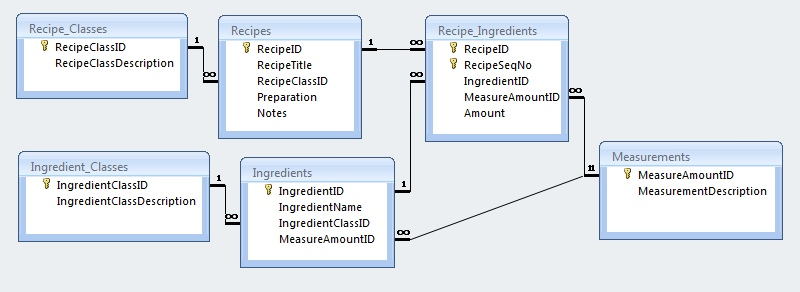 Recipe_Classes
RecipeClassID
RecipeClassDescription
1
∞
Recipes
RecipeID
RecipeTitle
RecipeClassID
Preparation
Notes
1
∞
Recipe_Ingredients
RecipeID
RecipeSeqNo
IngredientID
MeasureAmountID
Amount
∞
∞
Ingredient_Classes
IngredientClassID
IngredientClassDescription
1
∞
Ingredients
IngredientID
IngredientName
IngredientClassID
MeasureAmountID
1
∞
Measurements
MeasureAmountID
MeasurementDescription
11